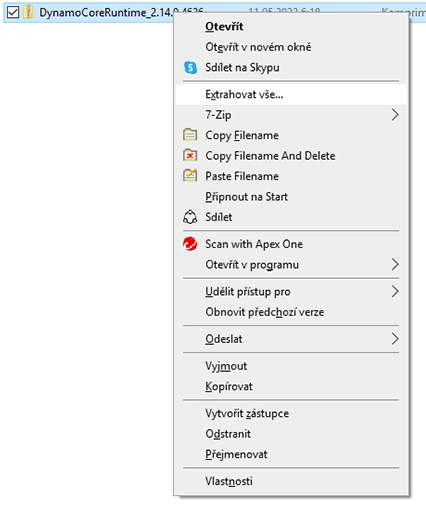 DynamoCoreRuntime_2.14.0.4626 11.05.2022 6:18 Komprim
Otevřít
Otevřít v novém okně
Sdílet na Skypu
Extrahovat vše...
7-Zip
Copy Filename
Copy Filename And Delete
Paste Filename
Připnout na Start
Sdílet
Scan with Apex One
Otevřít v programu
Udělit přístup pro
Obnovit předchozí verze
Odeslat
Vyjmout
Kopírovat
Vytvořit zástupce
Odstranit
Přejmenovat
Vlastnosti